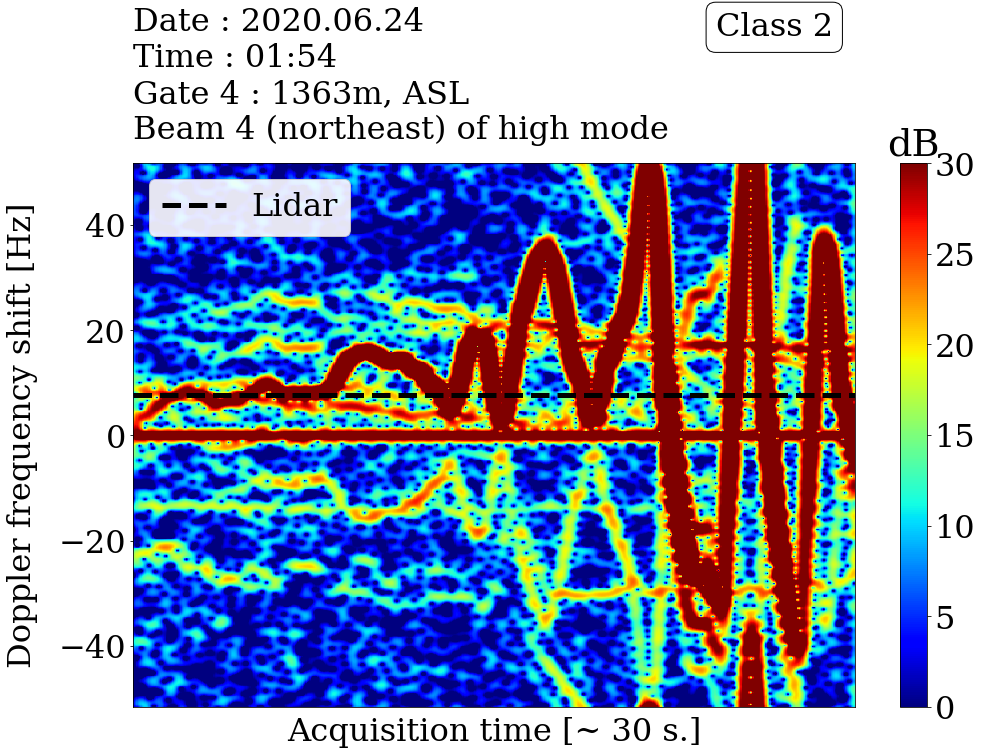 Date : 2020.06.24
Time : 01:54
Gate 4 : 1363m, ASL
Beam 4 (northeast) of high mode
Class 2
dB
Lidar
Doppler frequency shift [Hz]
40
20
0
−20
−40
Acquisition time [~ 30 s.]
30
25
20
15
10
5
0